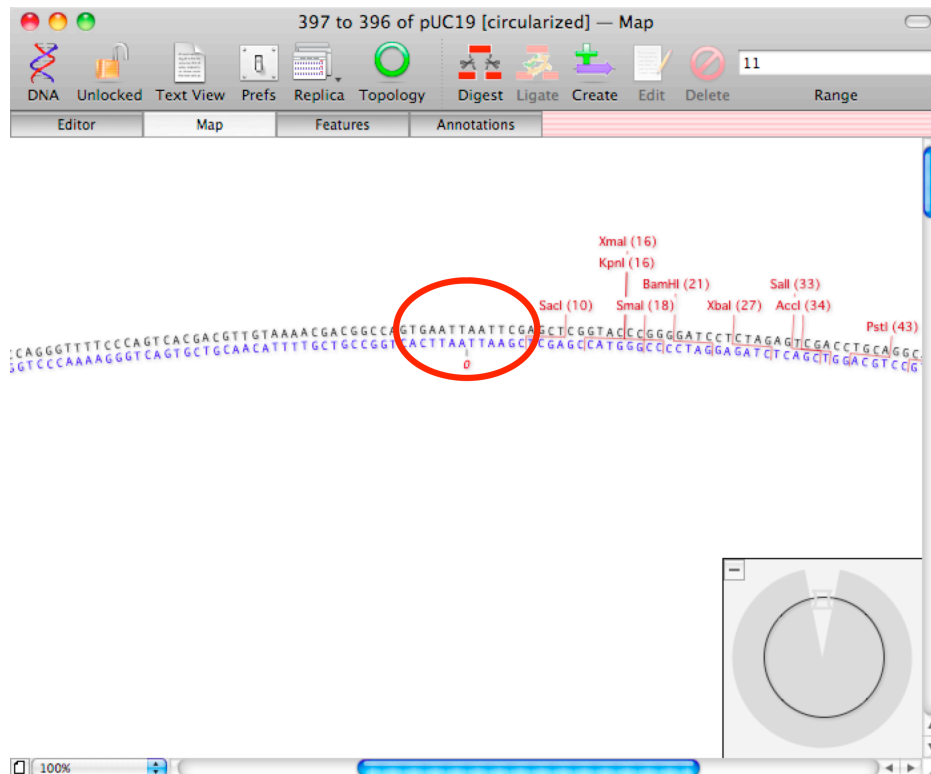 397 to 396 of pUC19 [circularized] — Map
DNA Unlocked Text View Prefs Replica Topology Digest Ligate Create Edit Delete Range
11
Editor Map Features Annotations
XmaI (16)
KpnI (16)
BamHI (21) SalI (33)
SacI (10) SmaI (18) XbaI (27) AccI (34)
PstI (43)
CCAGGGTTTTCCCAGTCACGACGTTGTAAAACGACGGCCAGTGAATTAATTCGAGCTCGGTACCCGGGGATCCTCTAGAGTCGACCTGCAGGC
GGTCCCAAAAGGGTCAGTGCTGCAACATTTTGCTGCCGGTCACTTAATTAAGCTCGAGCCATGGGCCCCTAGGAGATCTCAGCTGGACGTCCG
0
100%